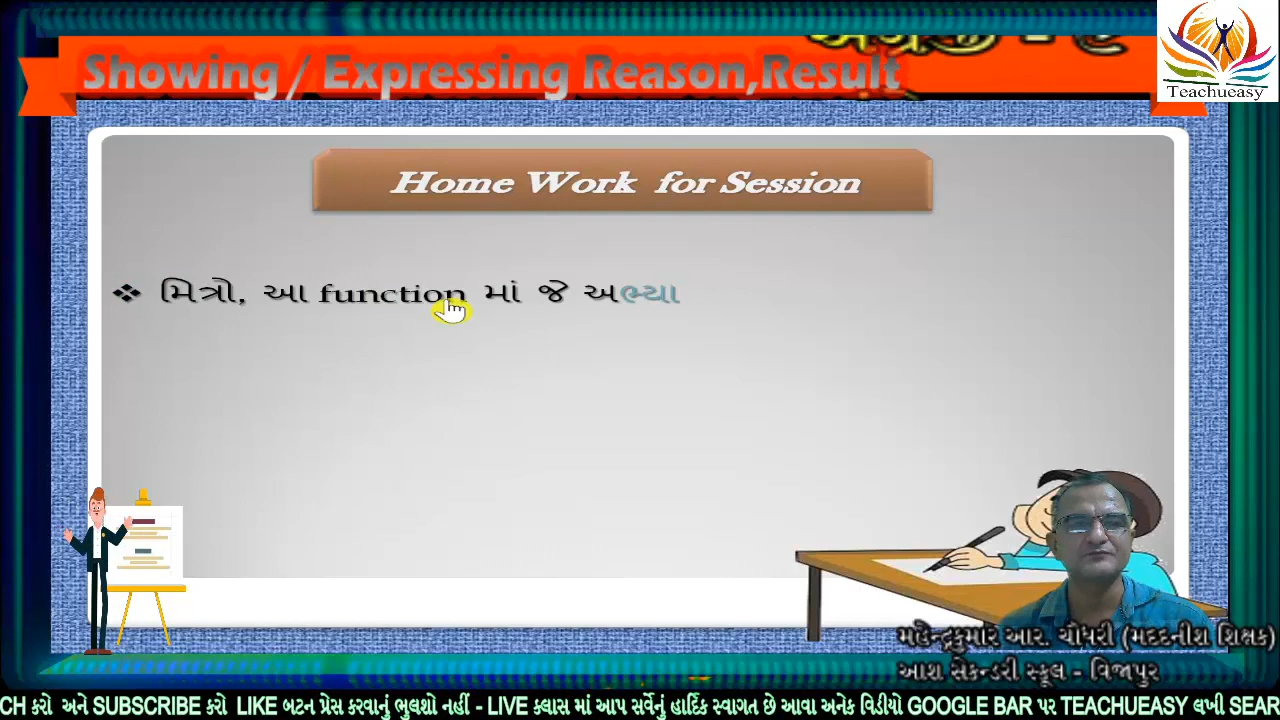 Showing / Expressing Reason,Result
Teachueasy
Home Work for Session
❖ મિત્રો, આ function માં જે અભ્યા
મહેન્દ્રકુમાર આર. ચૌધરી (મદદનીશ શિક્ષક)
આશ સેકન્ડરી સ્કૂલ - વિજાપુર
CH કરો અને SUBSCRIBE કરો LIKE બટન પ્રેસ કરવાનું ભુલશો નહીં - LIVE ક્લાસ માં આપ સર્વેનું હાર્દિક સ્વાગત છે આવા અનેક વિડીયો GOOGLE BAR પર TEACHUEASY લખી SEAR